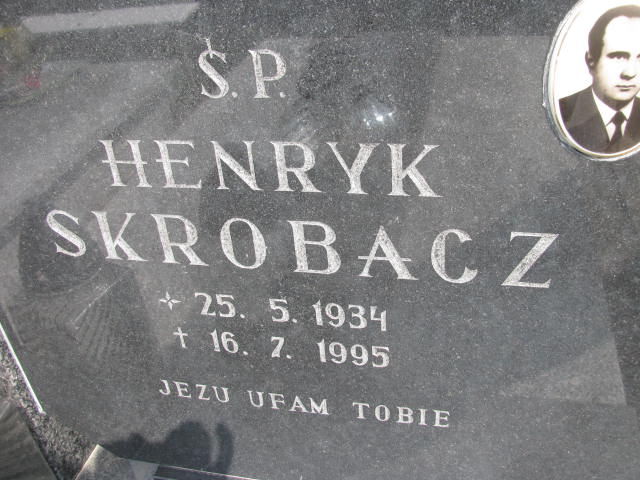 Ś.P.
HENRYK
SKROBACZ
25. 5. 1934
† 16. 7. 1995
JEZU UFAM TOBIE